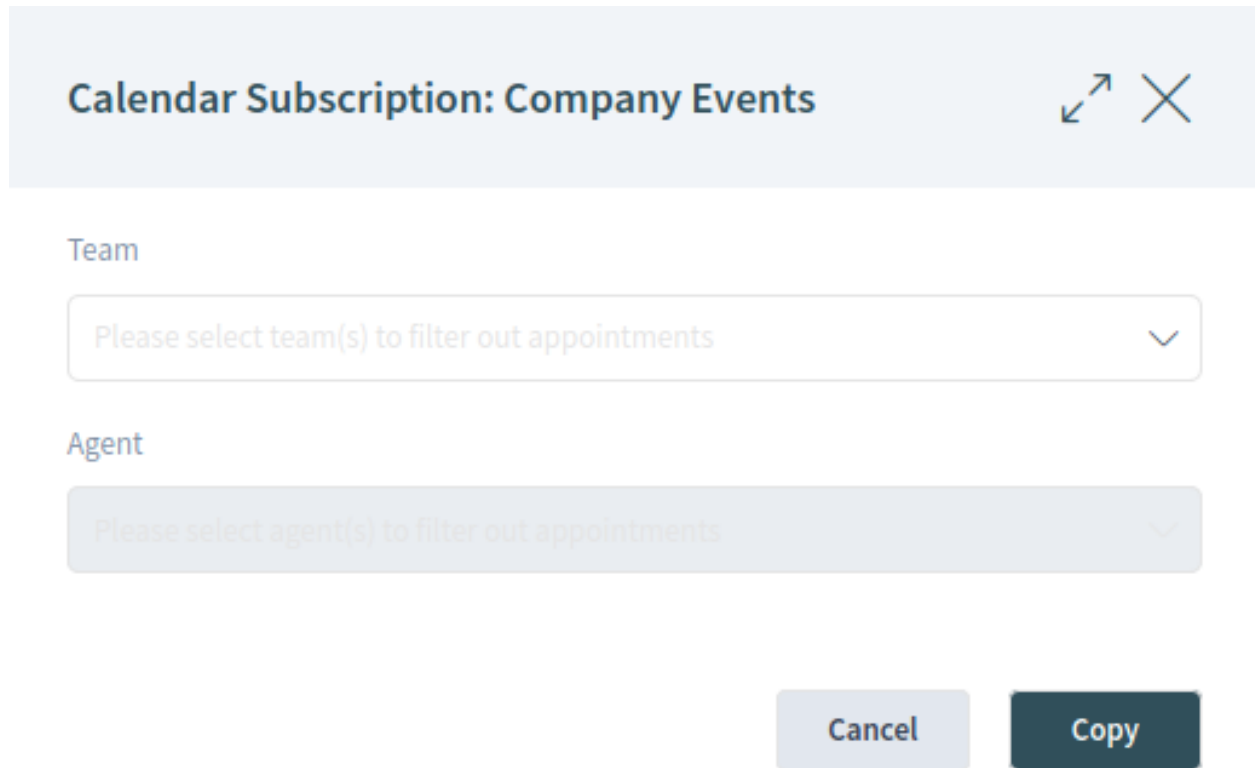 Calendar Subscription: Company Events
Team
Please select team(s) to filter out appointments
Agent
Please select agent(s) to filter out appointments
Cancel
Copy